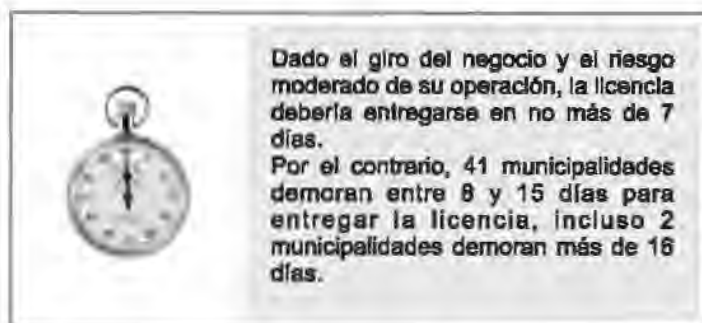 Dado el giro del negocio y el riesgo
moderado de su operación, la licencia
debería entregarse en no más de 7
días.
Por el contrario, 41 municipalidades
demoran entre 8 y 15 días para
entregar la licencia, incluso 2
municipalidades demoran más de 16
días.